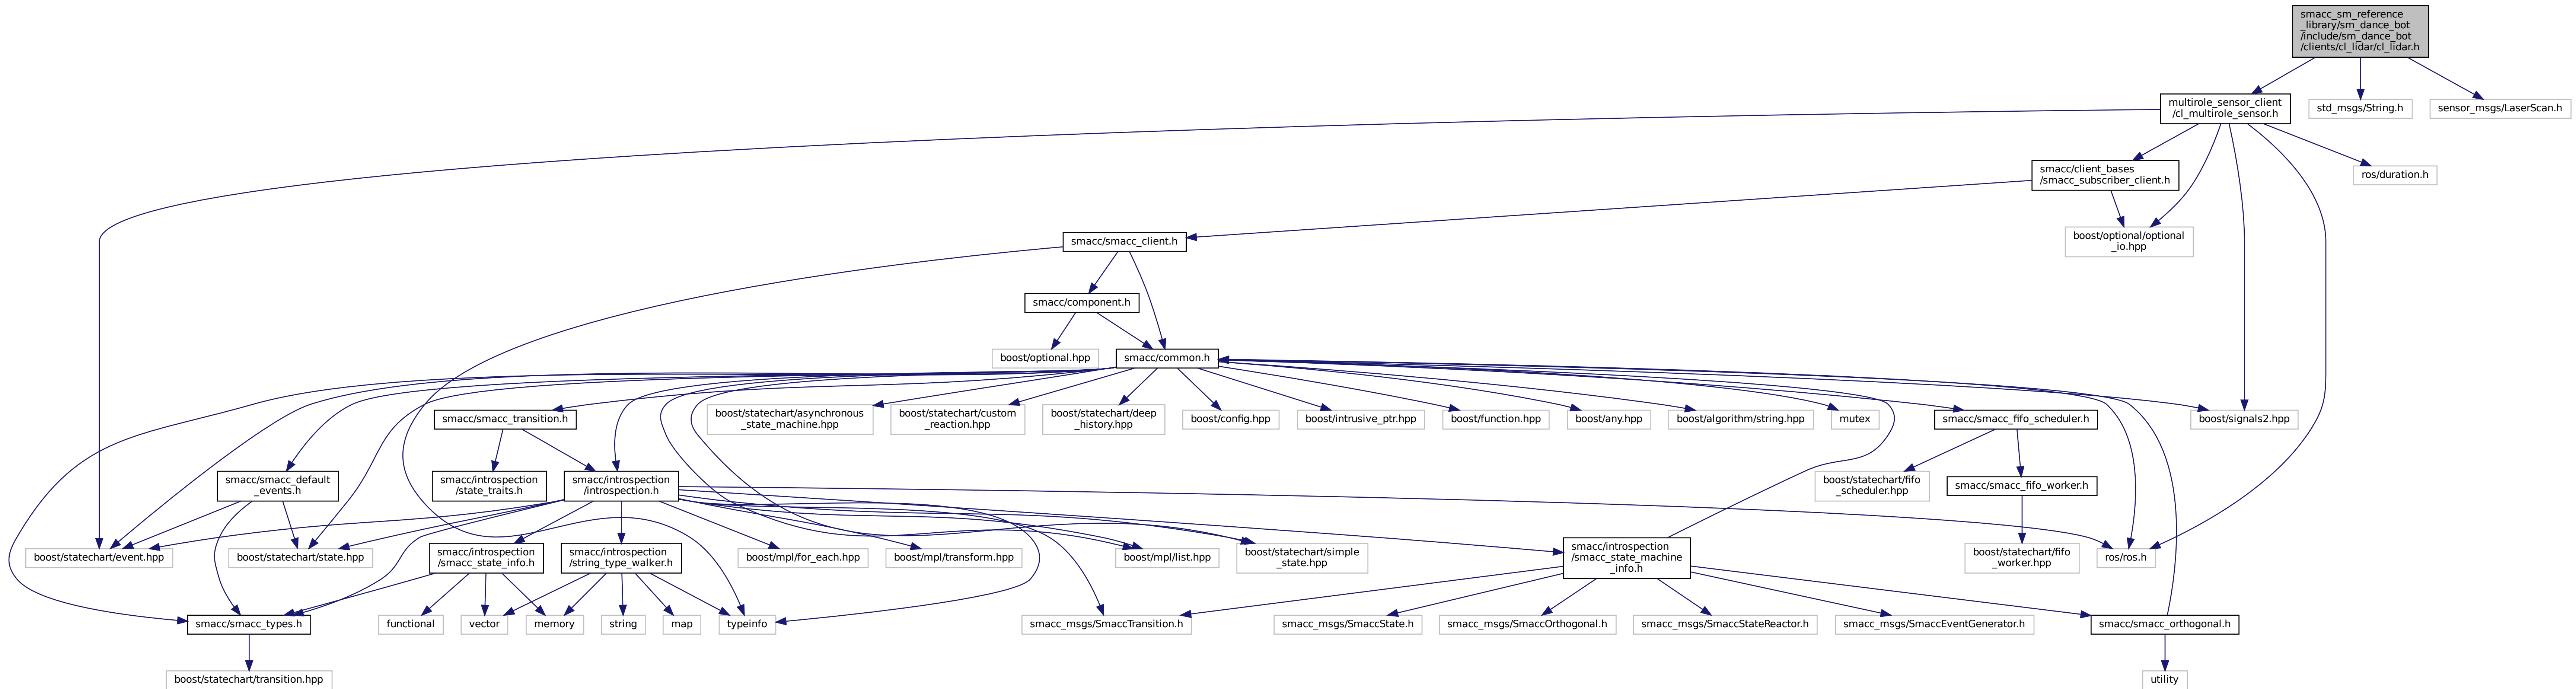 smacc_sm_reference
_library/sm_dance_bot
/include/sm_dance_bot
/clients/cl_lidar/cl_lidar.h
multirole_sensor_client
/cl_multirole_sensor.h
std_msgs/String.h
sensor_msgs/LaserScan.h
smacc/client_bases
/smacc_subscriber_client.h
ros/duration.h
smacc/smacc_client.h
boost/optional/optional
_io.hpp
smacc/component.h
boost/optional.hpp
smacc/common.h
smacc/smacc_transition.h
boost/statechart/asynchronous
_state_machine.hpp
boost/statechart/custom
_reaction.hpp
boost/statechart/deep
_history.hpp
boost/config.hpp
boost/intrusive_ptr.hpp
boost/function.hpp
boost/any.hpp
boost/algorithm/string.hpp
mutex
smacc/smacc_fifo_scheduler.h
boost/signals2.hpp
smacc/smacc_default
_events.h
smacc/introspection
/state_traits.h
smacc/introspection
/introspection.h
boost/statechart/fifo
_scheduler.hpp
smacc/smacc_fifo_worker.h
boost/statechart/event.hpp
boost/statechart/state.hpp
smacc/introspection
/smacc_state_info.h
smacc/introspection
/string_type_walker.h
boost/mpl/for_each.hpp
boost/mpl/transform.hpp
boost/mpl/list.hpp
boost/statechart/simple
_state.hpp
smacc/introspection
/smacc_state_machine
_info.h
boost/statechart/fifo
_worker.hpp
ros/ros.h
smacc/smacc_types.h
functional
vector
memory
string
map
typeinfo
smacc_msgs/SmaccTransition.h
smacc_msgs/SmaccState.h
smacc_msgs/SmaccOrthogonal.h
smacc_msgs/SmaccStateReactor.h
smacc_msgs/SmaccEventGenerator.h
smacc/smacc_orthogonal.h
boost/statechart/transition.hpp
utility